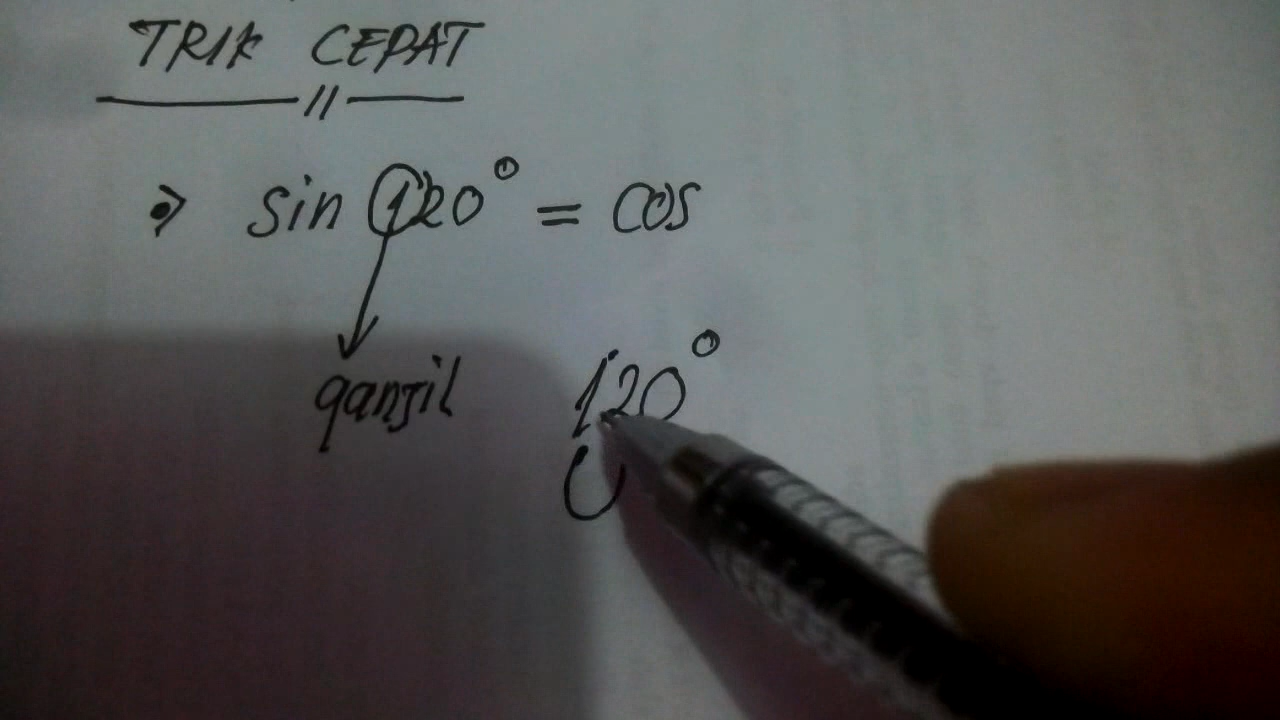 TRIK CEPAT
⇒ sin 120° = cos
ganjil
120°